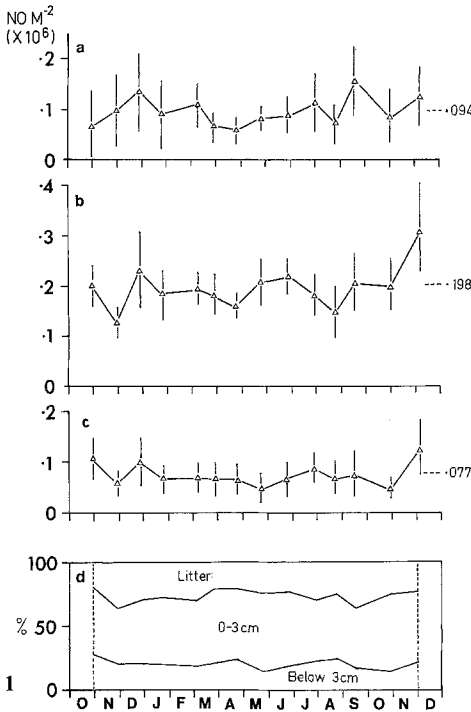 NO M-2
(X10⁶)
a
·2
·1
0
·094
b
·4
·3
·2
·1
0
·198
c
·2
·1
0
·077
d
100
50
0
%
Litter
0-3cm
Below 3cm
1
O N D J F M A M J J A S O N D